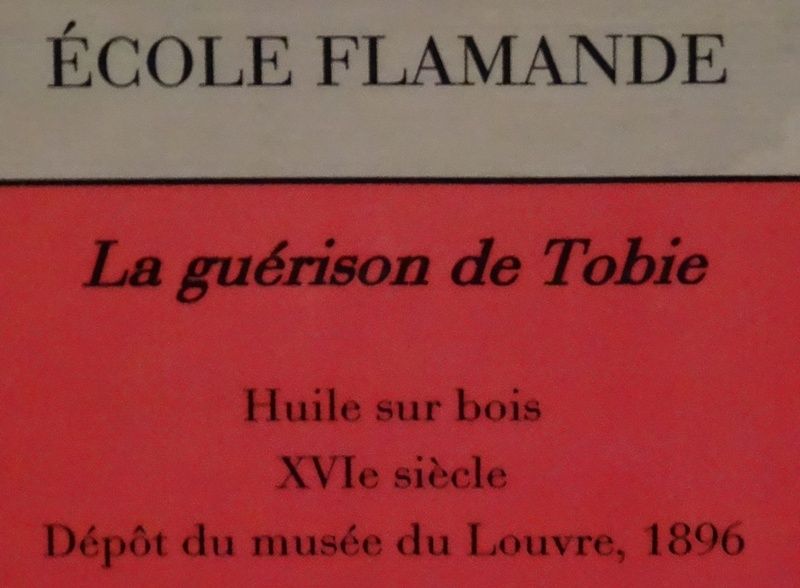 ÉCOLE FLAMANDE
La guérison de Tobie
Huile sur bois
XVIe siècle
Dépôt du musée du Louvre, 1896